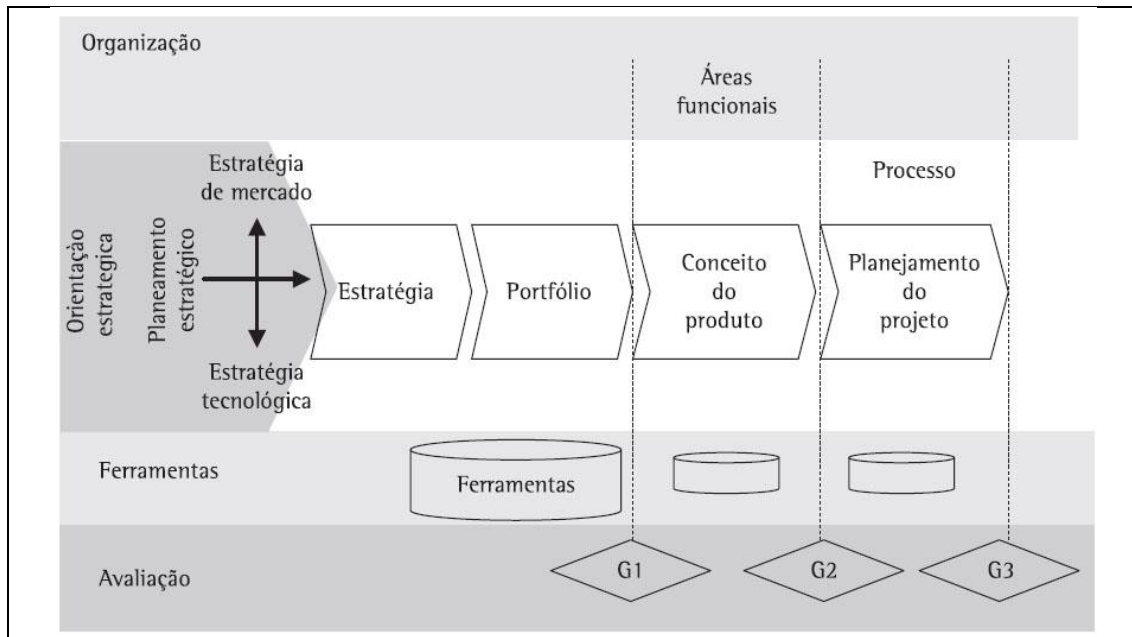 Organização
Áreas
funcionais
Estratégia
de mercado
Processo
Orientação
estrategica
Planeamento
estratégico
Estratégia
Portfólio
Conceito
do
produto
Planejamento
do
projeto
Estratégia
tecnológica
Ferramentas
Ferramentas
Avaliação
G1
G2
G3